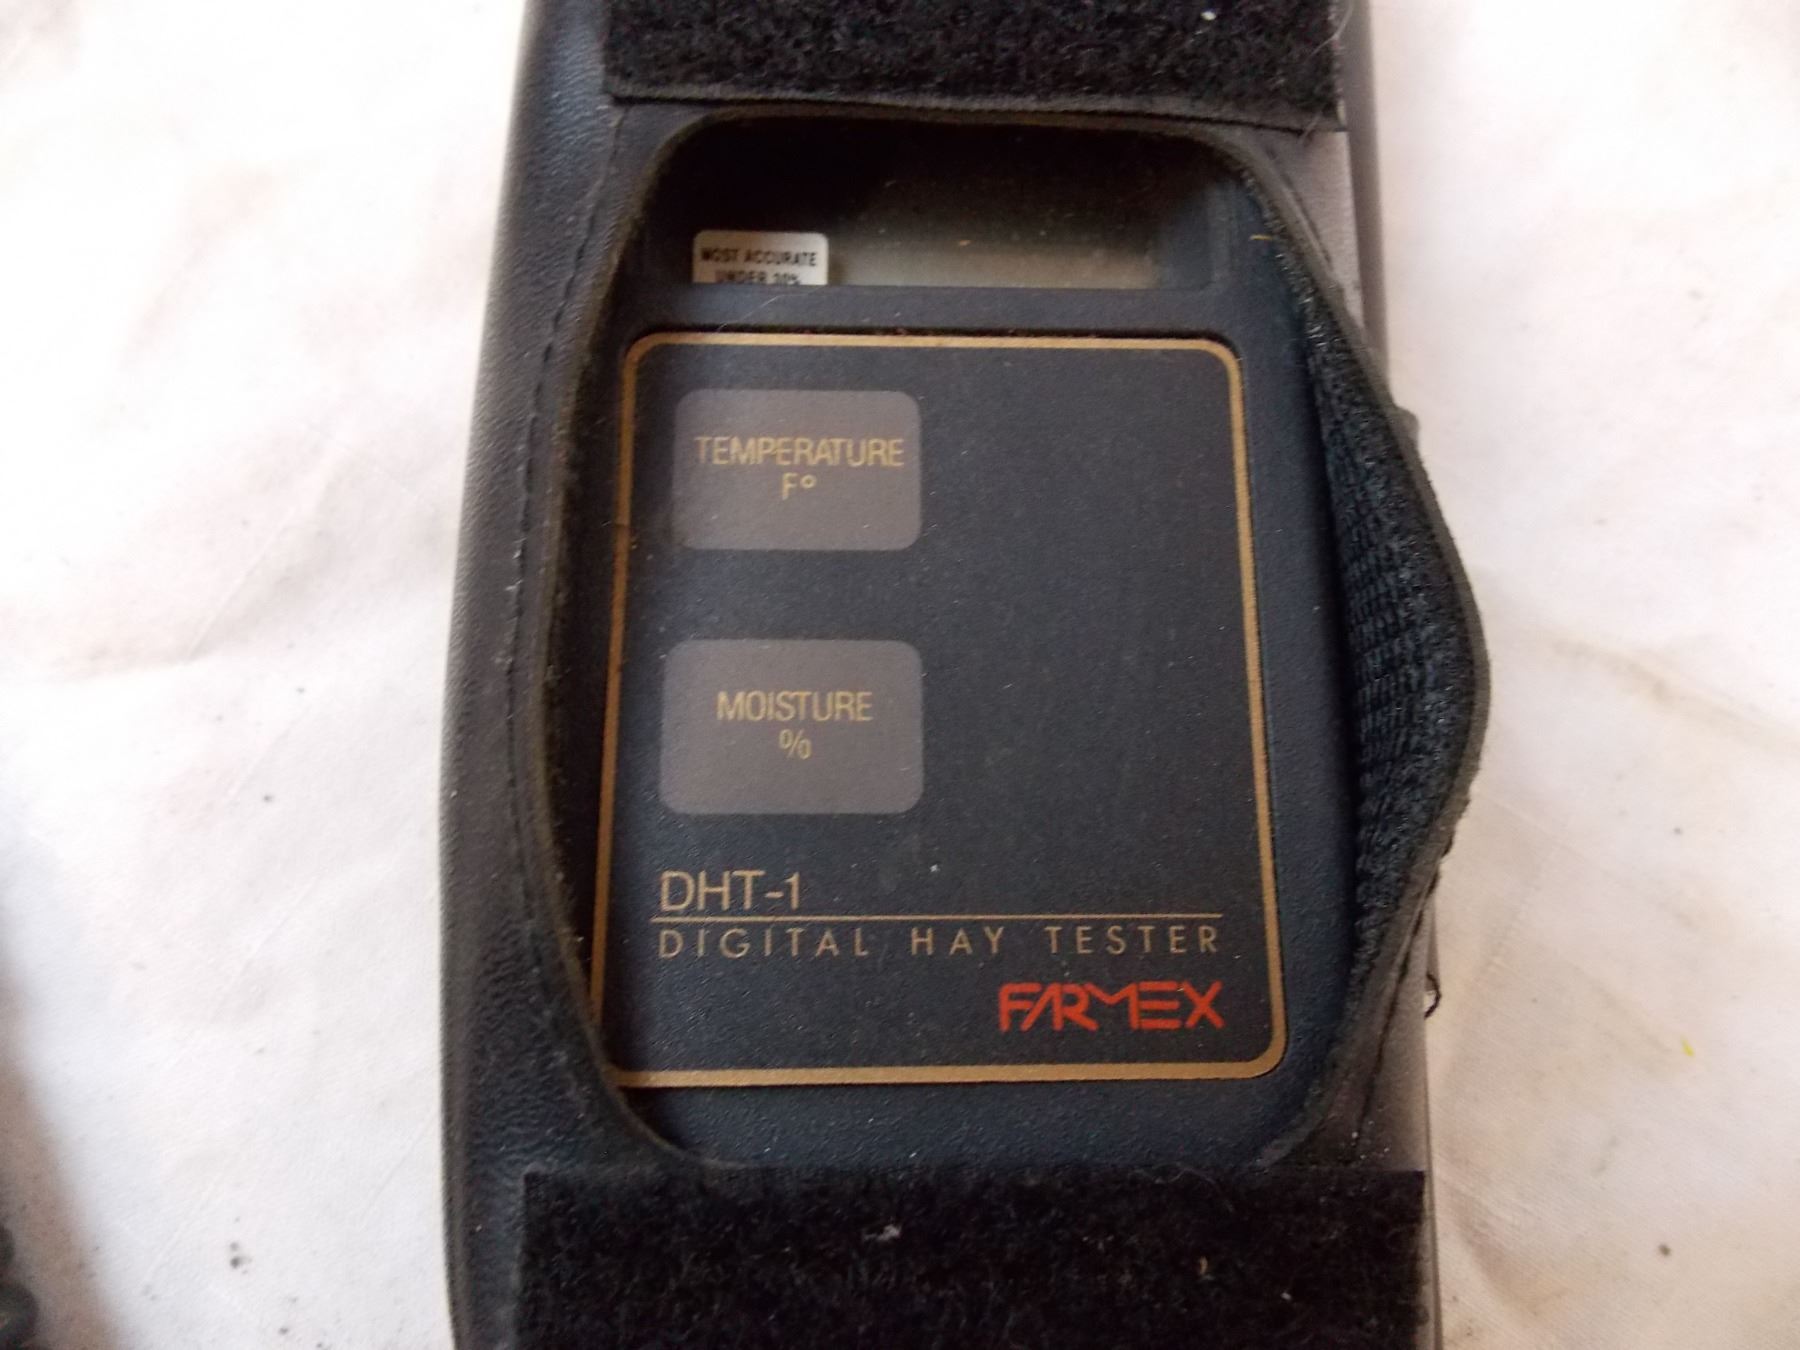 MOST ACCURATE
UNDER 30%
TEMPERATURE
F°
MOISTURE
%
DHT-1
DIGITAL HAY TESTER
FARMEX